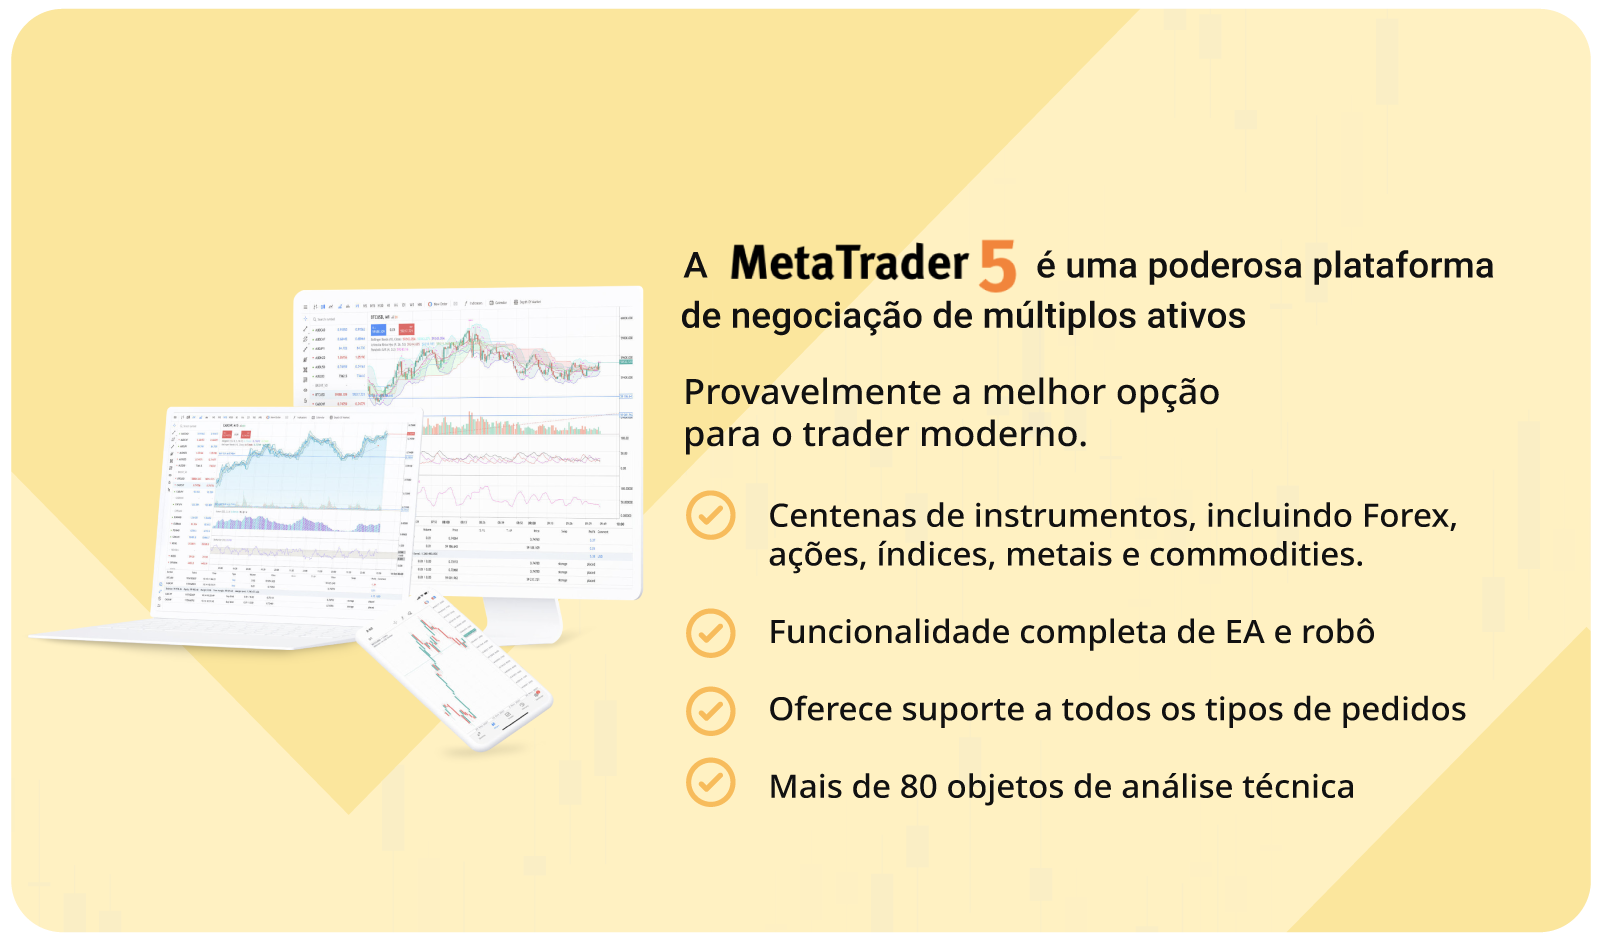 A MetaTrader 5 é uma poderosa plataforma
de negociação de múltiplos ativos
Provavelmente a melhor opção
para o trader moderno.
Centenas de instrumentos, incluindo Forex,
ações, índices, metais e commodities.
Funcionalidade completa de EA e robô
Oferece suporte a todos os tipos de pedidos
Mais de 80 objetos de análise técnica